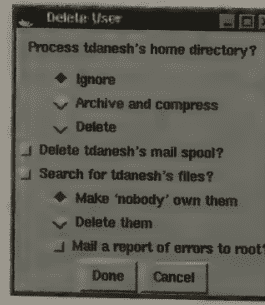 Delete User
Process tdanesh's home directory?
Ignore
Archive and compress
Delete
Delete tdanesh's mail spool?
Search for tdanesh's files?
Make 'nobody' own them
Delete them
Mail a report of errors to root?
Done
Cancel